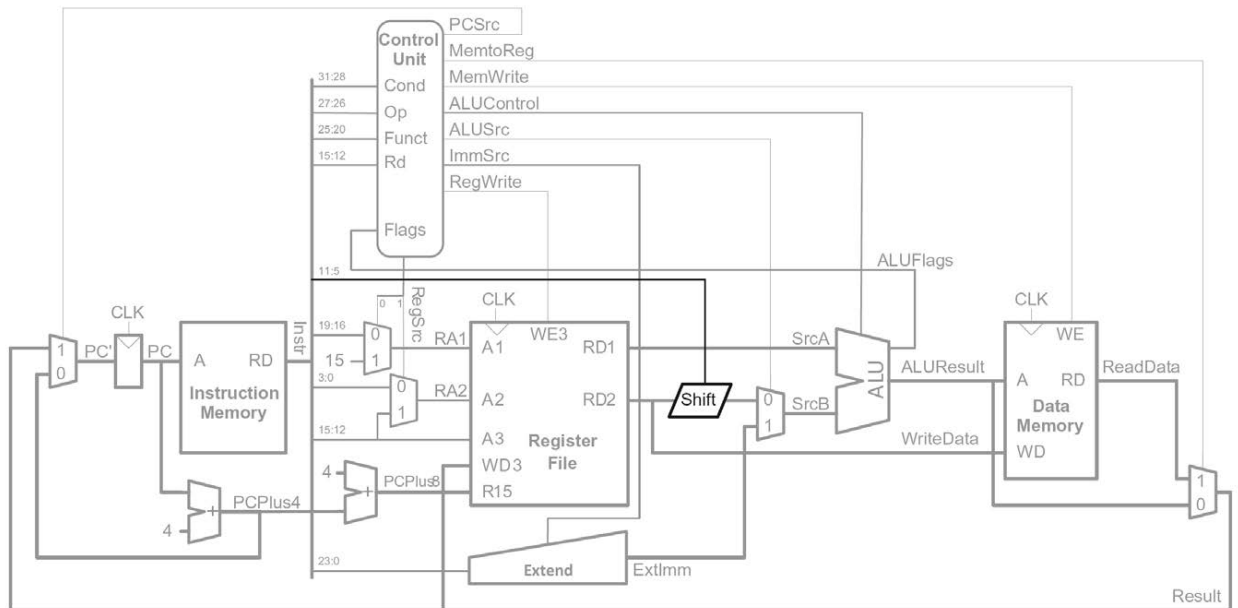 PCSrc
Control
Unit
MemtoReg
31:28
Cond
MemWrite
27:26
Op
ALUControl
25:20
Funct
ALUSrc
15:12
Rd
ImmSrc
RegWrite
Flags
ALUFlags
11:5
0 1
RegSrc
CLK
1
0
PC'
PC
A
RD
Instruction
Memory
Instr
19:16
0
15
1
RA1
3:0
0
1
RA2
15:12
CLK
WE3
A1
RD1
A2
RD2
A3
WD3
R15
Register
File
Shift
SrcA
0
1
SrcB
ALU
ALUResult
WriteData
CLK
WE
A
RD
Data
Memory
WD
ReadData
1
0
4
+
PCPlus4
4
+
PCPlus8
23:0
Extend
ExtImm
Result